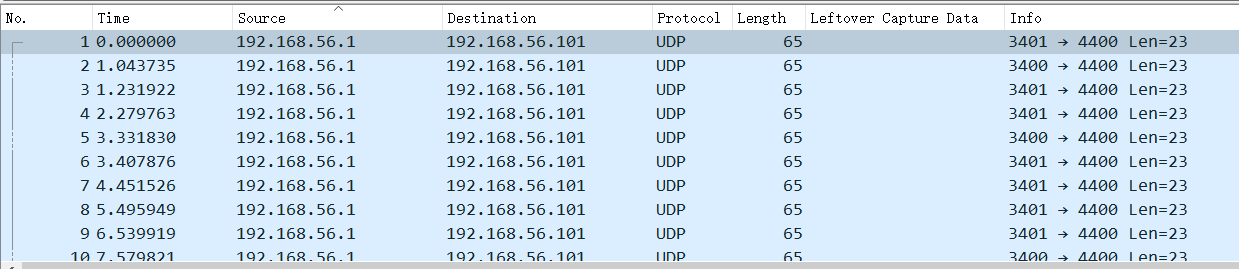 No. Time Source Destination Protocol Length Leftover Capture Data Info
1 0.000000 192.168.56.1 192.168.56.101 UDP 65 3401 → 4400 Len=23
2 1.043735 192.168.56.1 192.168.56.101 UDP 65 3400 → 4400 Len=23
3 1.231922 192.168.56.1 192.168.56.101 UDP 65 3401 → 4400 Len=23
4 2.279763 192.168.56.1 192.168.56.101 UDP 65 3401 → 4400 Len=23
5 3.331830 192.168.56.1 192.168.56.101 UDP 65 3400 → 4400 Len=23
6 3.407876 192.168.56.1 192.168.56.101 UDP 65 3401 → 4400 Len=23
7 4.451526 192.168.56.1 192.168.56.101 UDP 65 3401 → 4400 Len=23
8 5.495949 192.168.56.1 192.168.56.101 UDP 65 3401 → 4400 Len=23
9 6.539919 192.168.56.1 192.168.56.101 UDP 65 3401 → 4400 Len=23
10 7.579821 192.168.56.1 192.168.56.101 UDP 65 3400 → 4400 Len=23